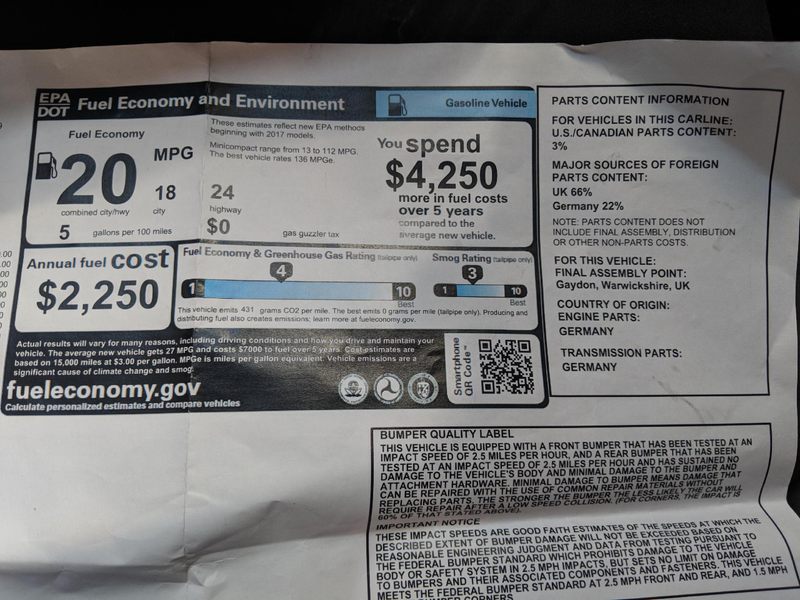 EPA
DOT
Fuel Economy and Environment
Gasoline Vehicle
Fuel Economy
20
MPG
18
combined city/hwy
city
5
gallons per 100 miles
These estimates reflect new EPA methods
beginning with 2017 models.
Minicompact range from 13 to 112 MPG.
The best vehicle rates 136 MPGe.
24
highway
$0
gas guzzler tax
You spend
$4,250
more in fuel costs
over 5 years
compared to the
average new vehicle.
Annual fuel cost
$2,250
Fuel Economy & Greenhouse Gas Rating (tailpipe only)
4
1
10
Best
Smog Rating (tailpipe only)
3
1
10
Best
This vehicle emits 431 grams CO2 per mile. The best emits 0 grams per mile (tailpipe only). Producing and
distributing fuel also creates emissions; learn more at fueleconomy.gov.
Actual results will vary for many reasons, including driving conditions and how you drive and maintain your
vehicle. The average new vehicle gets 27 MPG and costs $7000 to fuel over 5 years. Cost estimates are
based on 15,000 miles at $3.00 per gallon. MPGe is miles per gallon equivalent. Vehicle emissions are a
significant cause of climate change and smog.
fueleconomy.gov
Calculate personalized estimates and compare vehicles
Smartphone
QR Code™
PARTS CONTENT INFORMATION
FOR VEHICLES IN THIS CARLINE:
U.S./CANADIAN PARTS CONTENT:
3%
MAJOR SOURCES OF FOREIGN
PARTS CONTENT:
UK 66%
Germany 22%
NOTE: PARTS CONTENT DOES NOT
INCLUDE FINAL ASSEMBLY, DISTRIBUTION
OR OTHER NON-PARTS COSTS.
FOR THIS VEHICLE:
FINAL ASSEMBLY POINT:
Gaydon, Warwickshire, UK
COUNTRY OF ORIGIN:
ENGINE PARTS:
GERMANY
TRANSMISSION PARTS:
GERMANY
BUMPER QUALITY LABEL
THIS VEHICLE IS EQUIPPED WITH A FRONT BUMPER THAT HAS BEEN TESTED AT AN
IMPACT SPEED OF 2.5 MILES PER HOUR, AND A REAR BUMPER THAT HAS BEEN
TESTED AT AN IMPACT SPEED OF 2.5 MILES PER HOUR AND HAS SUSTAINED NO
DAMAGE TO THE VEHICLE'S BODY AND MINIMAL DAMAGE TO THE BUMPER AND
ATTACHMENT HARDWARE. MINIMAL DAMAGE TO BUMPER MEANS DAMAGE THAT
CAN BE REPAIRED WITH THE USE OF COMMON REPAIR MATERIALS WITHOUT
REPLACING PARTS. THE STRONGER THE BUMPER THE LESS LIKELY THE CAR WILL
REQUIRE REPAIR AFTER A LOW SPEED COLLISION. (FOR CORNERS, THE IMPACT IS
60% OF THAT STATED ABOVE).
IMPORTANT NOTICE
THESE IMPACT SPEEDS ARE GOOD FAITH ESTIMATES OF THE SPEEDS AT WHICH THE
DESCRIBED EXTENT OF BUMPER DAMAGE WILL NOT BE EXCEEDED BASED ON
REASONABLE ENGINEERING JUDGMENT AND DATA FROM TESTING PURSUANT TO
THE FEDERAL BUMPER STANDARD WHICH PROHIBITS DAMAGE TO THE VEHICLE
BODY OR SAFETY SYSTEM IN 2.5 MPH IMPACTS, BUT SETS NO LIMIT ON DAMAGE
TO BUMPERS AND THEIR ASSOCIATED COMPONENTS AND FASTENERS. THIS VEHICLE
MEETS THE FEDERAL BUMPER STANDARD AT 2.5 MPH FRONT AND REAR, AND 1.5 MPH
CORNERS